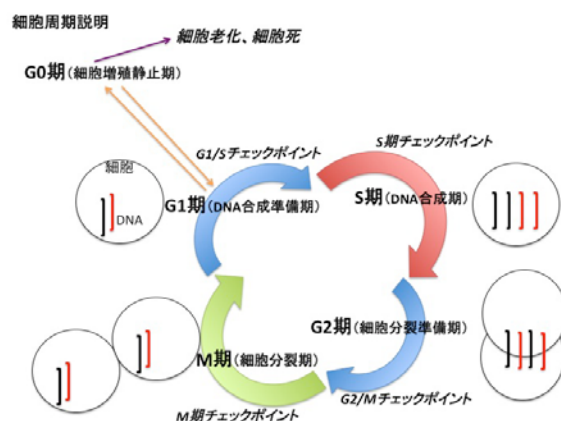 細胞周期説明
細胞老化、細胞死
G0期(細胞増殖静止期)
G1/Sチェックポイント
S期チェックポイント
細胞
DNA
G1期(DNA合成準備期)
S期(DNA合成期)
G2期(細胞分裂準備期)
M期(細胞分裂期)
M期チェックポイント
G2/Mチェックポイント